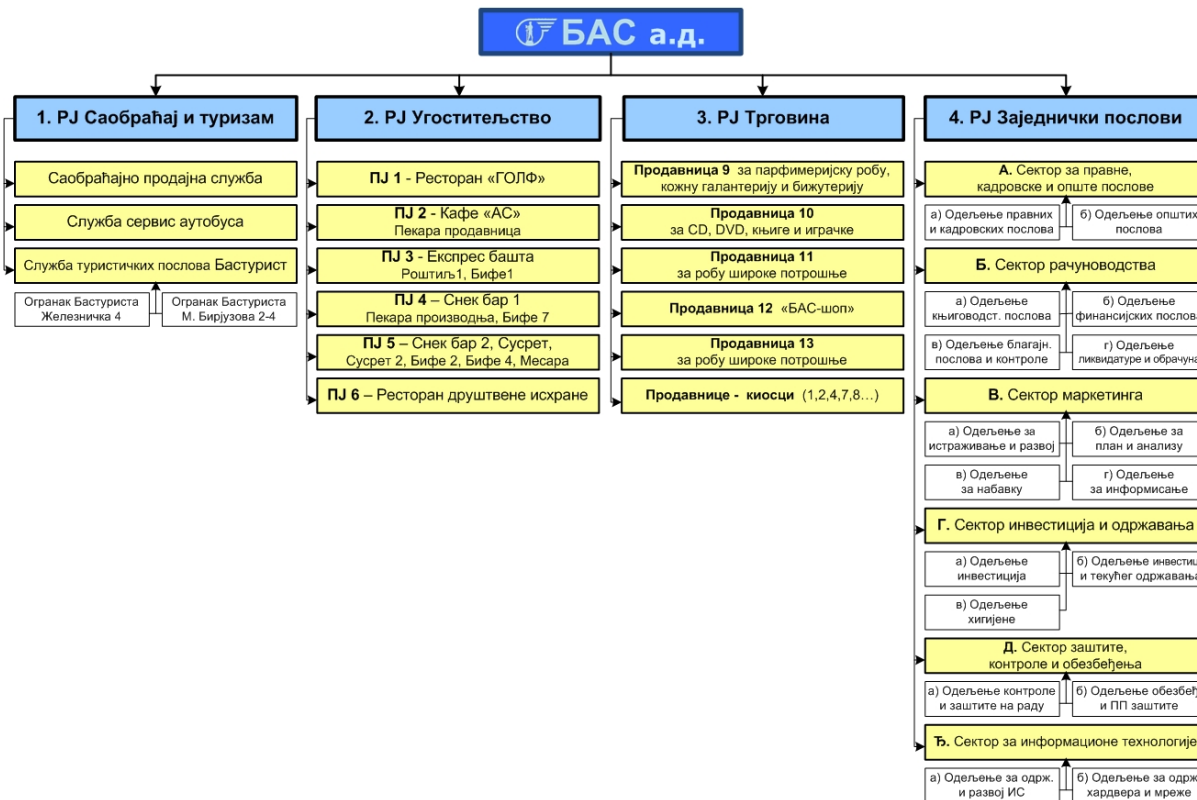 БАС а.д.
1. РЈ Саобраћај и туризам
Саобраћајно продајна служба
Служба сервис аутобуса
Служба туристичких послова Бастурист
Огранак Бастуриста
Железничка 4
Огранак Бастуриста
М. Бирјузова 2-4
2. РЈ Угоститељство
ПЈ 1 - Ресторан «ГОЛФ»
ПЈ 2 - Кафе «АС»
Пекара продавница
ПЈ 3 - Експрес башта
Роштиљ1, Бифе1
ПЈ 4 – Снек бар 1
Пекара производња, Бифе 7
ПЈ 5 – Снек бар 2, Сусрет,
Сусрет 2, Бифе 2, Бифе 4, Месара
ПЈ 6 – Ресторан друштвене исхране
3. РЈ Трговина
Продавница 9 за парфимеријску робу,
кожну галантерију и бижутерију
Продавница 10
за CD, DVD, књиге и играчке
Продавница 11
за робу широке потрошње
Продавница 12 «БАС-шоп»
Продавница 13
за робу широке потрошње
Продавнице - киосци (1,2,4,7,8...)
4. РЈ Заједнички послови
А. Сектор за правне,
кадровске и опште послове
а) Одељење правних
и кадровских послова
б) Одељење општих
послова
Б. Сектор рачуноводства
а) Одељење
књиговодст. послова
б) Одељење
финансијских послова
в) Одељење благајн.
послова и контроле
г) Одељење
ликвидатуре и обрачуна
В. Сектор маркетинга
а) Одељење за
истраживање и развој
б) Одељење за
план и анализу
в) Одељење
за набавку
г) Одељење
за информисање
Г. Сектор инвестиција и одржавања
а) Одељење
инвестиција
б) Одељење инвестиц
и текућег одржавања
в) Одељење
хигијене
Д. Сектор заштите,
контроле и обезбеђења
а) Одељење контроле
и заштите на раду
б) Одељење обезбеђ
и ПП заштите
Ђ. Сектор за информационе технологије
а) Одељење за одрж.
и развој ИС
б) Одељење за одрж
хардвера и мреже